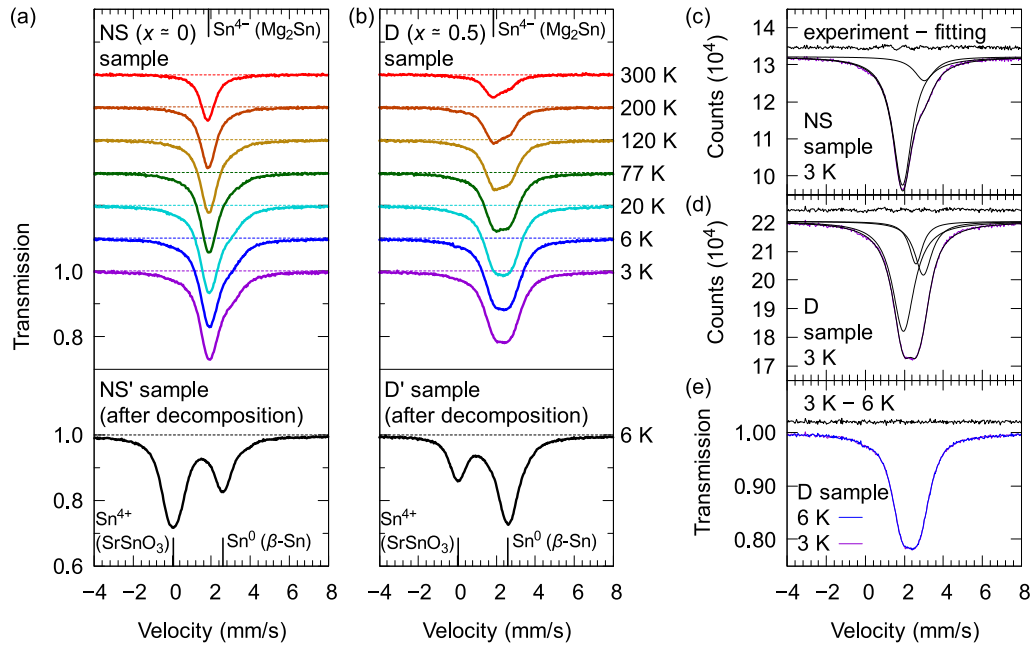 (a)
NS (x ≃ 0)
sample
Sn⁴⁻ (Mg₂Sn)
1.0
0.8
NS' sample
(after decomposition)
1.0
0.8
0.6
Sn⁴⁺
(SrSnO₃)
Sn⁰ (β-Sn)
−4 −2 0 2 4 6 8
Velocity (mm/s)
Transmission
(b)
D (x ≃ 0.5)
sample
Sn⁴⁻ (Mg₂Sn)
300 K
200 K
120 K
77 K
20 K
6 K
3 K
D' sample
(after decomposition)
6 K
Sn⁴⁺
(SrSnO₃)
Sn⁰ (β-Sn)
−4 −2 0 2 4 6 8
Velocity (mm/s)
(c)
experiment − fitting
13
12
11
10
Counts (10⁴)
NS
sample
3 K
(d)
22
21
20
19
18
17
Counts (10⁴)
D
sample
3 K
(e)
3 K − 6 K
1.00
0.90
0.80
Transmission
D sample
6 K
3 K
−4 −2 0 2 4 6 8
Velocity (mm/s)